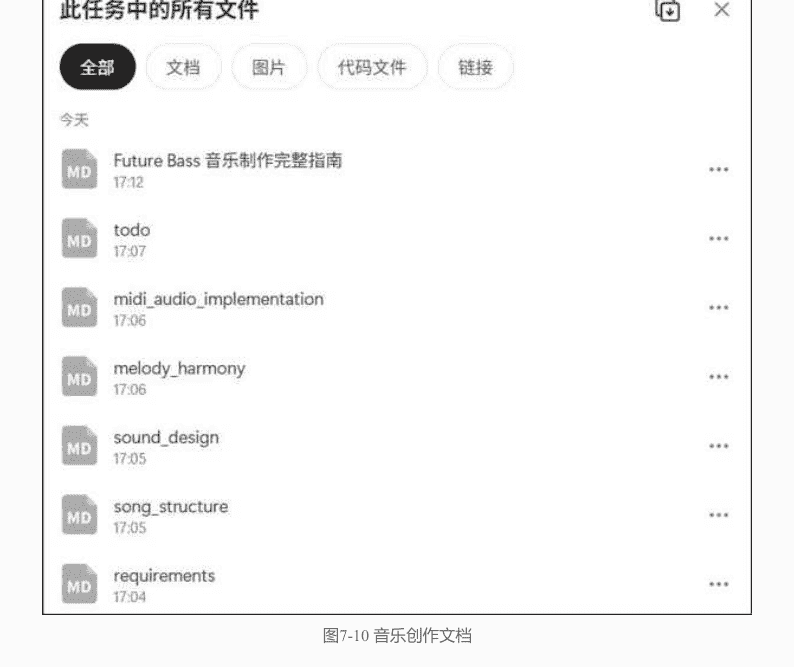 此任务中的所有文件
全部
文档
图片
代码文件
链接
今天
MD
Future Bass 音乐制作完整指南
17:12
MD
todo
17:07
MD
midi_audio_implementation
17:06
MD
melody_harmony
17:06
MD
sound_design
17:05
MD
song_structure
17:05
MD
requirements
17:04
图7-10 音乐创作文档